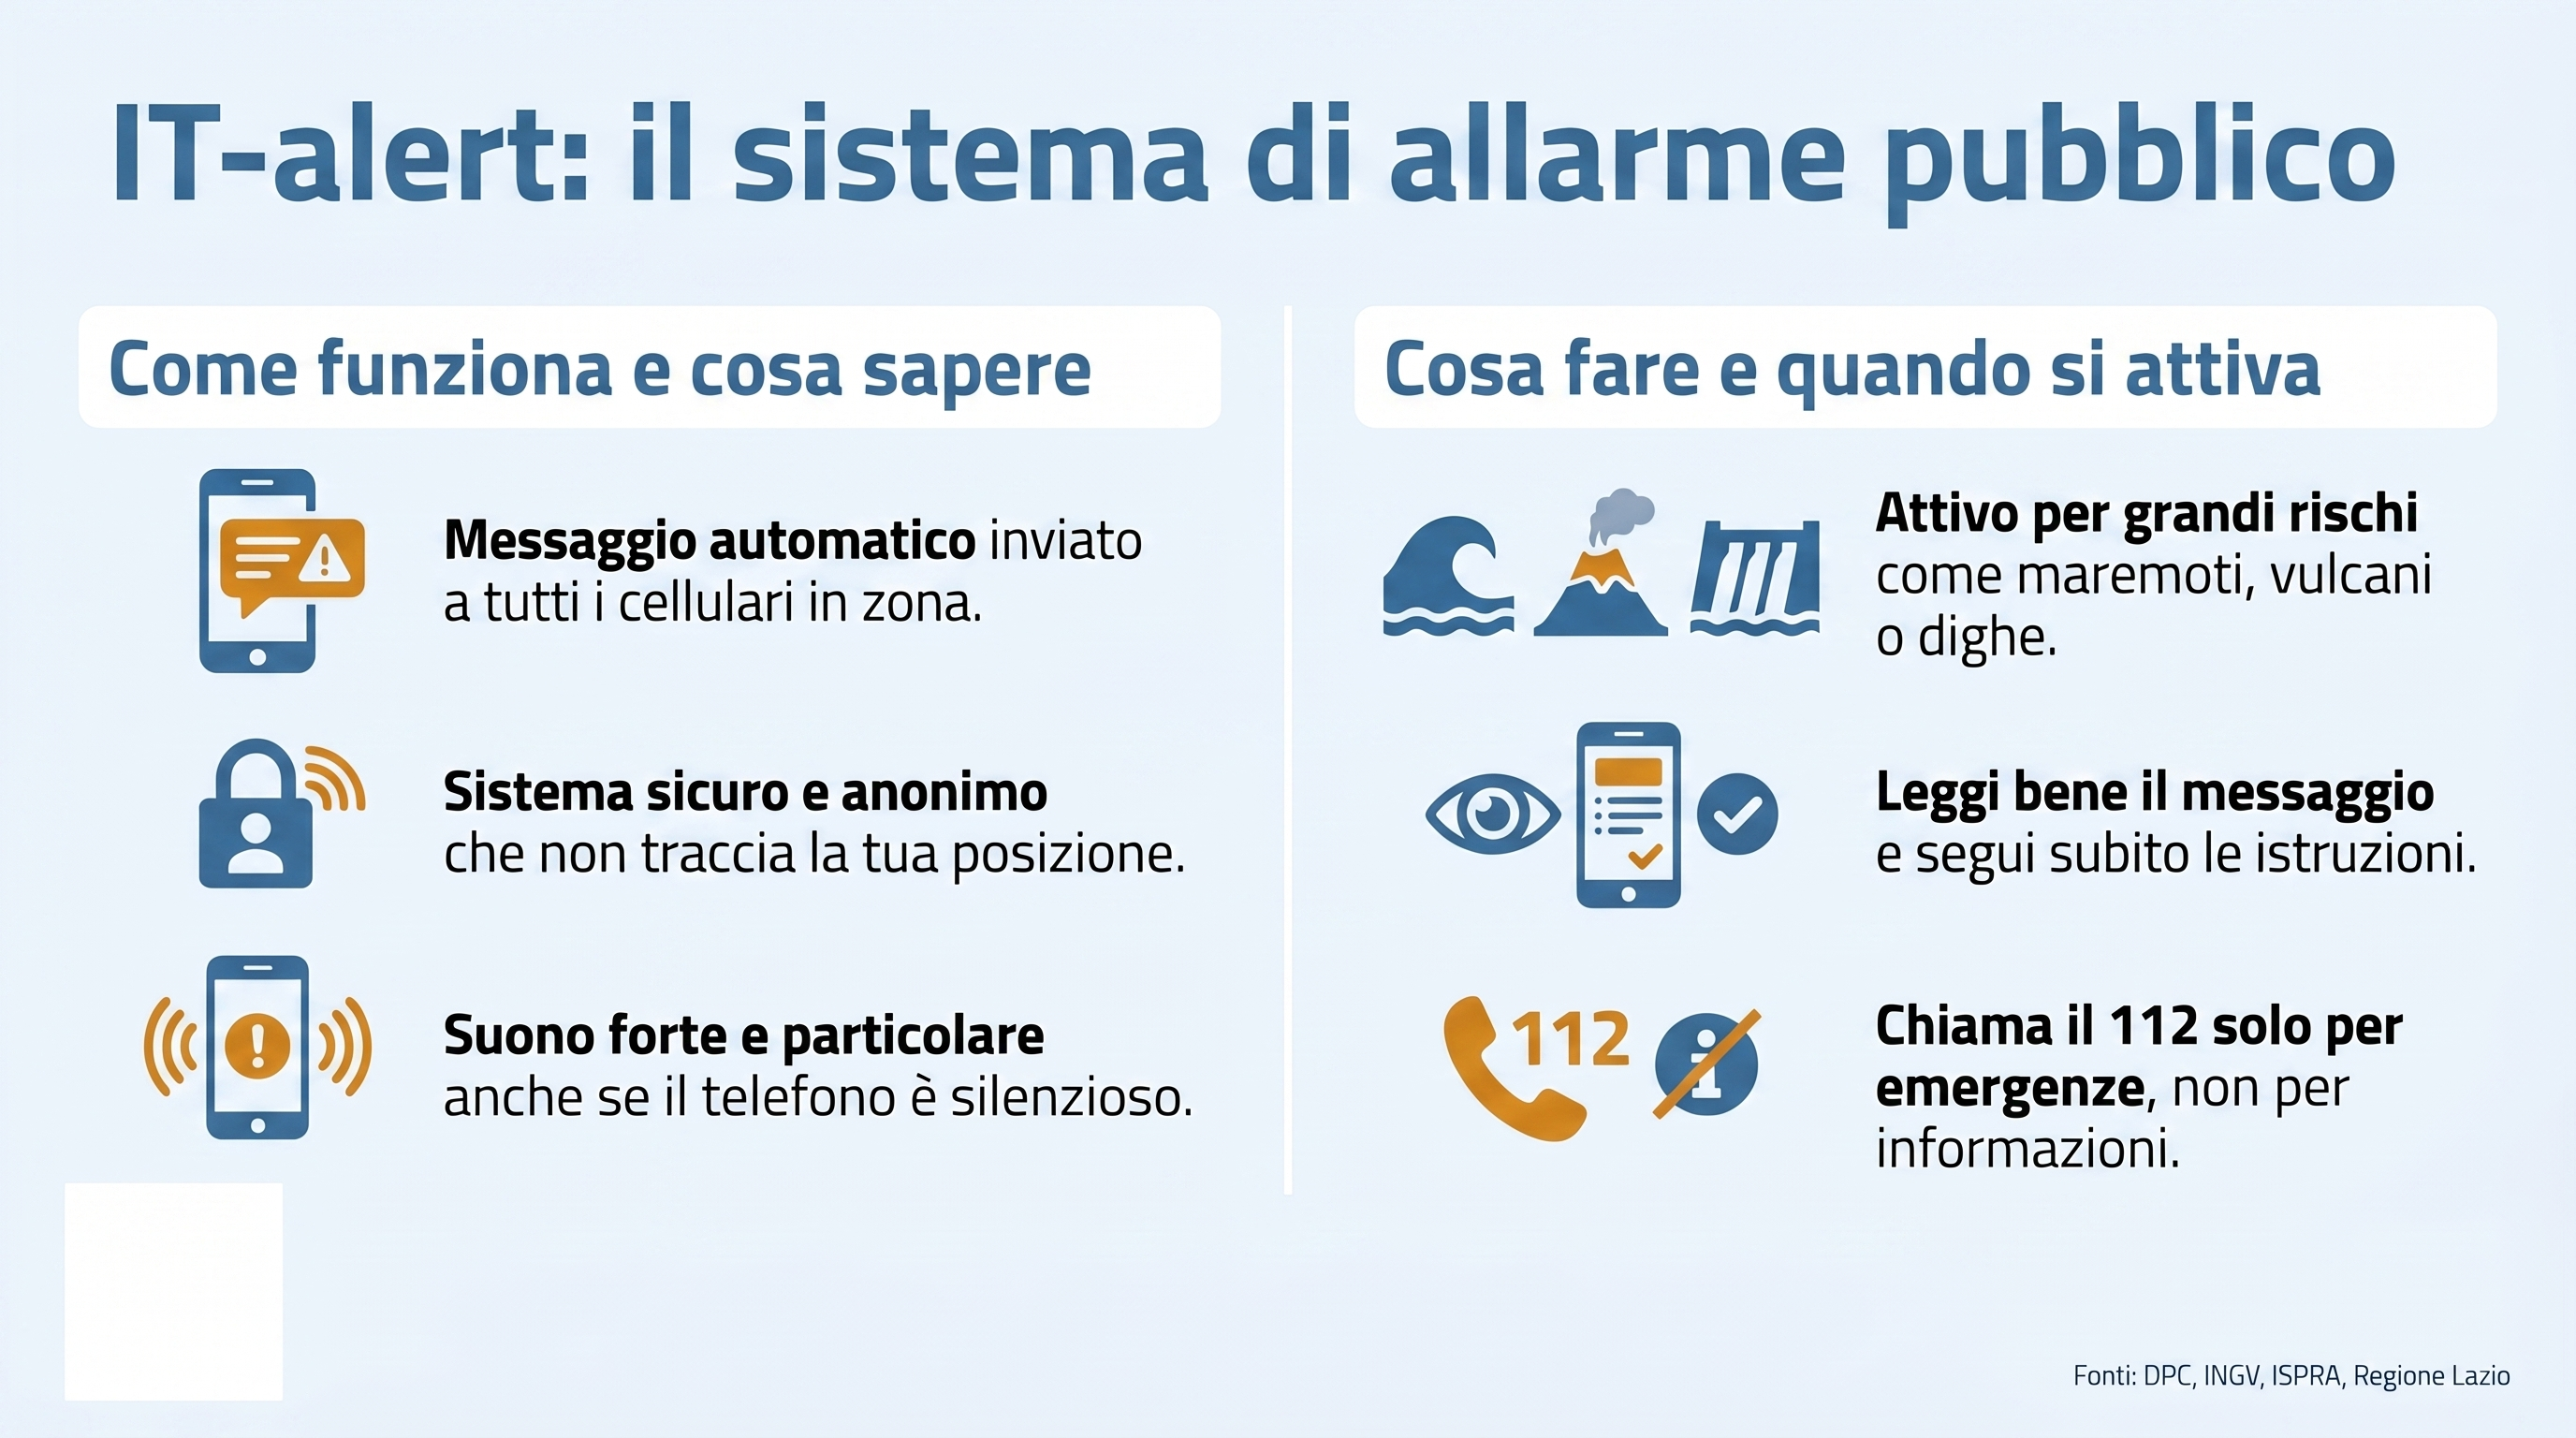 IT-alert: il sistema di allarme pubblico
Come funziona e cosa sapere
Messaggio automatico inviato
a tutti i cellulari in zona.
Sistema sicuro e anonimo
che non traccia la tua posizione.
Suono forte e particolare
anche se il telefono è silenzioso.
Cosa fare e quando si attiva
Attivo per grandi rischi
come maremoti, vulcani
o dighe.
Leggi bene il messaggio
e segui subito le istruzioni.
112
Chiama il 112 solo per
emergenze, non per
informazioni.
Fonti: DPC, INGV, ISPRA, Regione Lazio